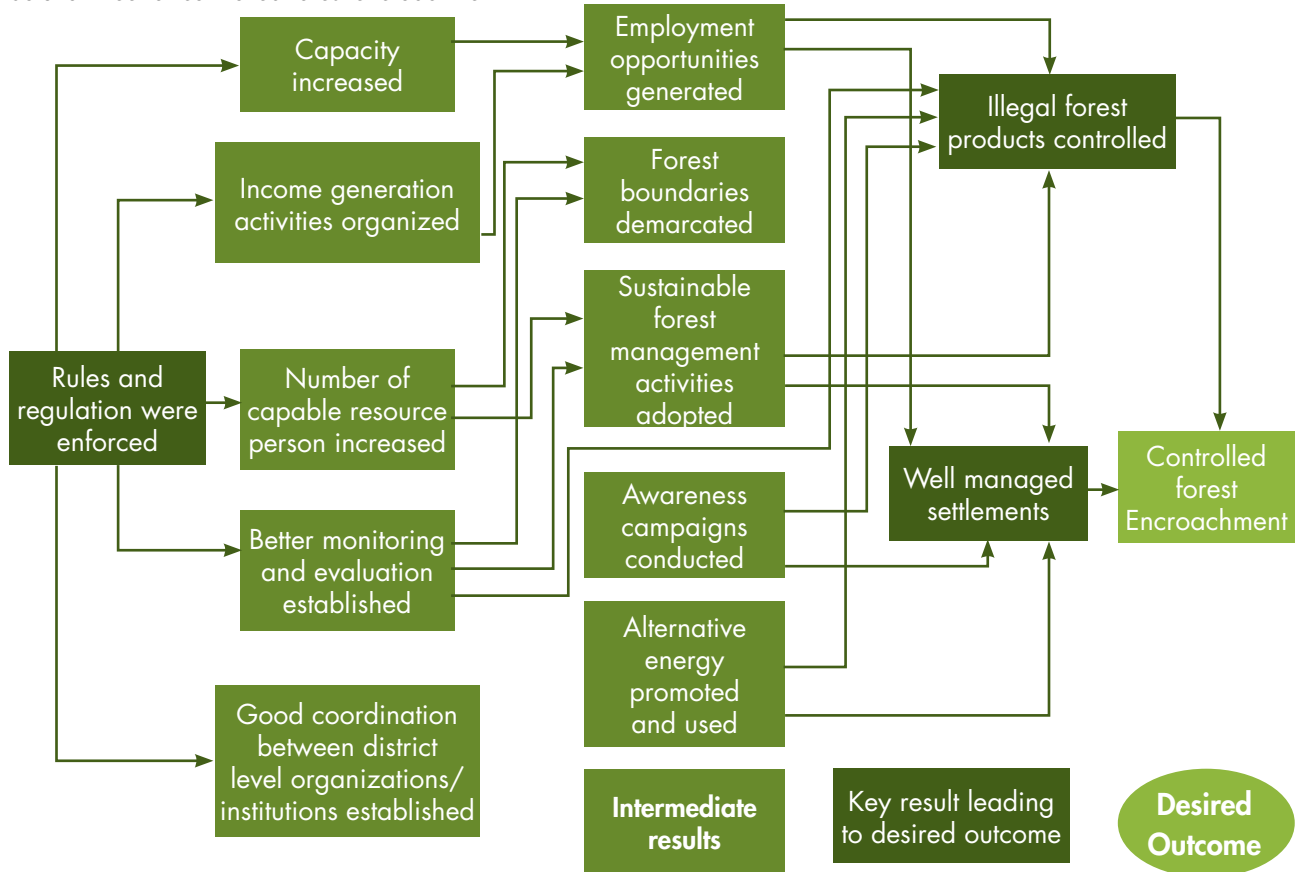 Capacity
increased
Income generation
activities organized
Rules and
regulation were
enforced
Number of
capable resource
person increased
Better monitoring
and evaluation
established
Good coordination
between district
level organizations/
institutions established
Employment
opportunities
generated
Forest
boundaries
demarcated
Sustainable
forest
management
activities
adopted
Awareness
campaigns
conducted
Alternative
energy
promoted
and used
Illegal forest
products controlled
Well managed
settlements
Controlled
forest
Encroachment
Intermediate
results
Key result leading
to desired outcome
Desired
Outcome